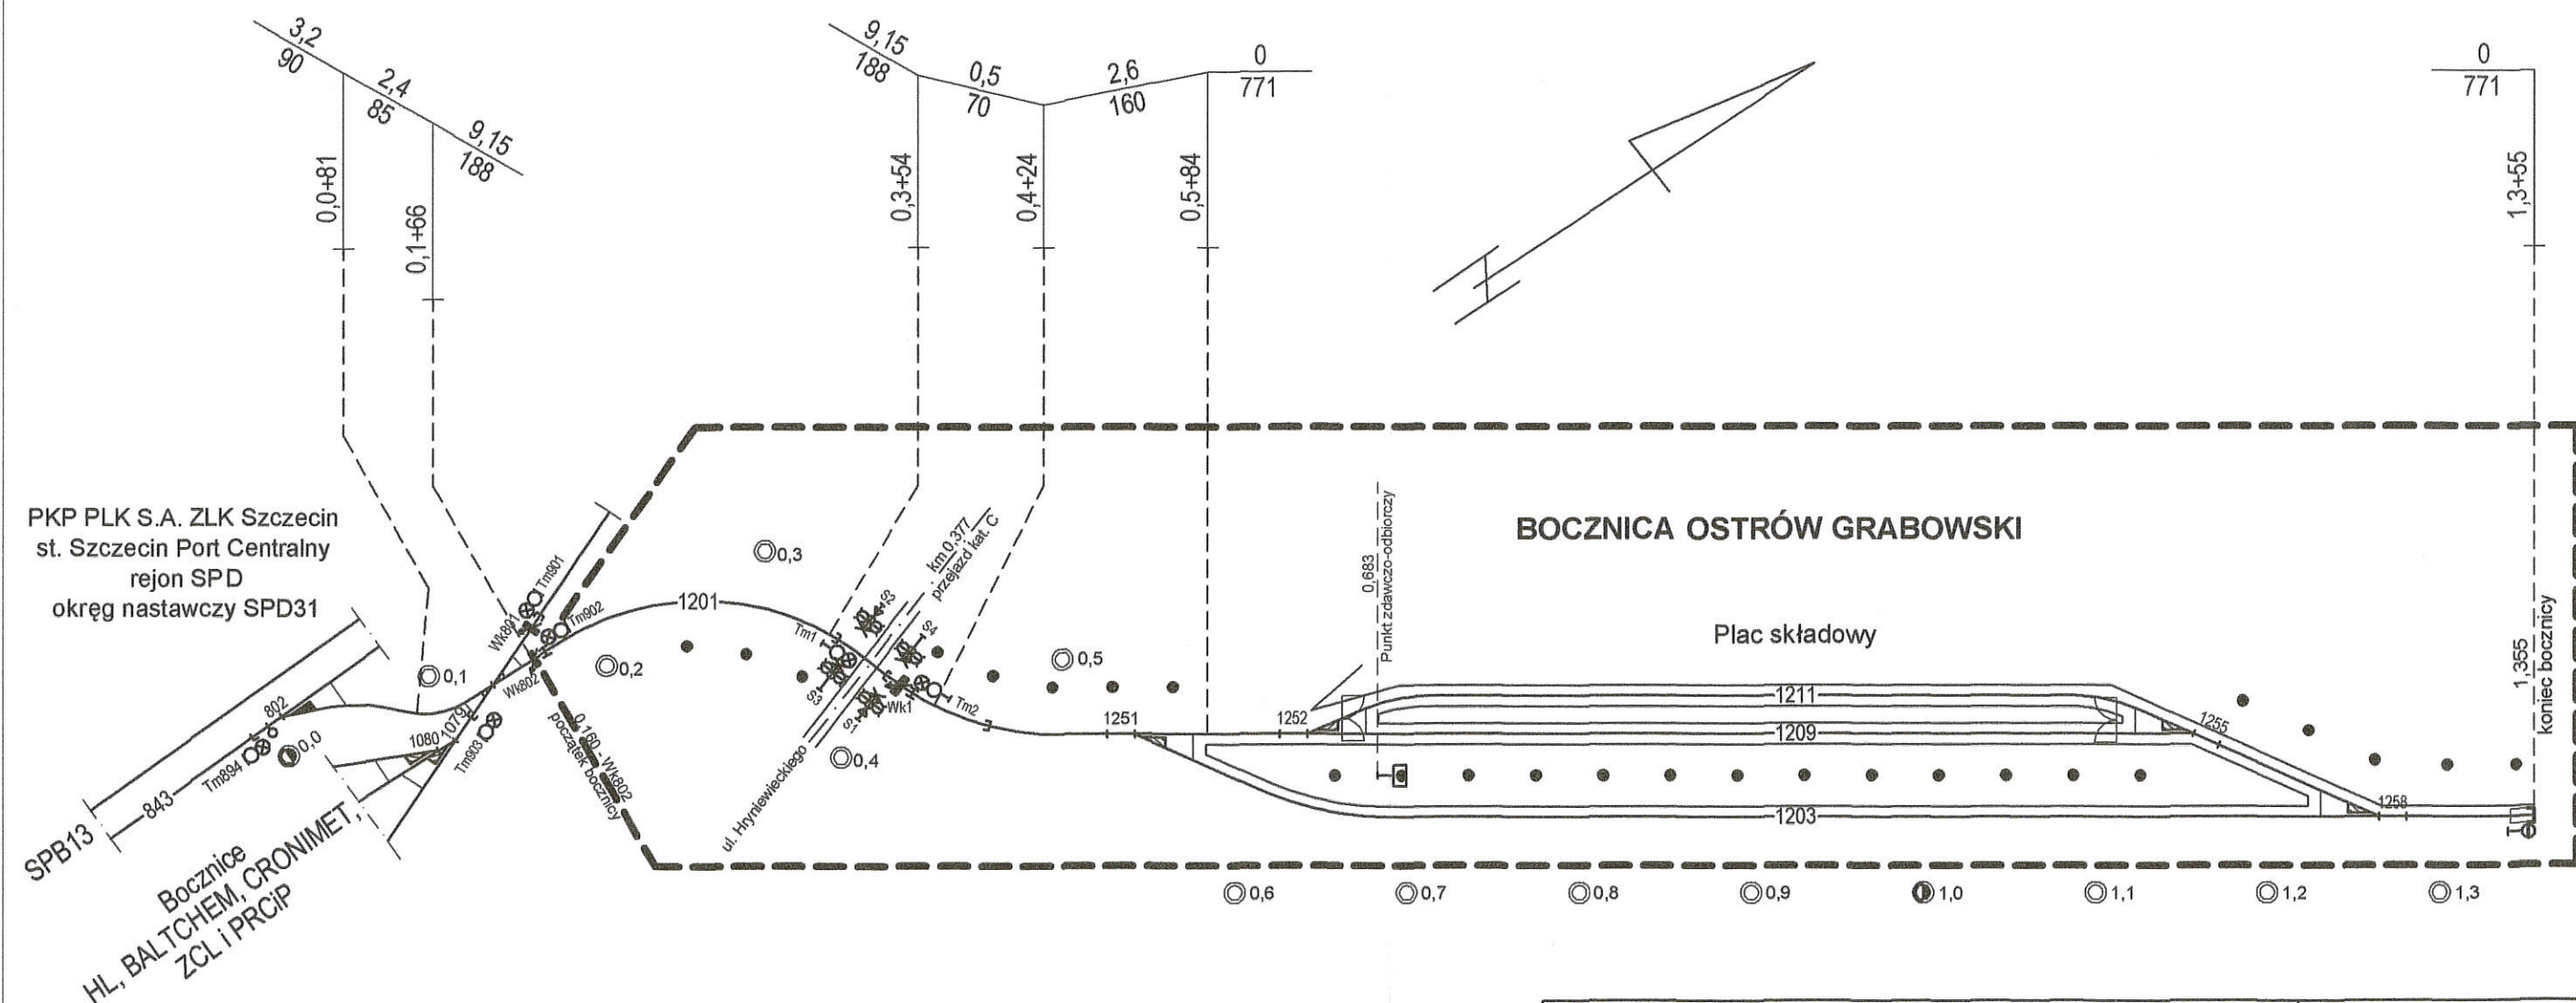 3,2
90
2,4
85
9,15
188
0,0+81
0,1+66
9,15
188
0,5
70
2,6
160
0
771
0,3+54
0,4+24
0,5+84
0
771
1,3+55
N
PKP PLK S.A. ZLK Szczecin
st. Szczecin Port Centralny
rejon SPD
okręg nastawczy SPD31
BOCZNICA OSTRÓW GRABOWSKI
Plac składowy
0,683
Punkt zdawczo-odbiorczy
1,355
koniec bocznicy
km 0,377
przejazd kat. C
ul. Hryniewieckiego
0,160 - Wk802
początek bocznicy
SPB13
843
Tm894
802
0,0
0,1
1080
1079
Tm903
Wk801
Tm901
Tm902
Wk802
0,2
0,3
1201
Tm1
S3
S4
S3
S1
Wk1
Tm2
0,4
0,5
1251
1252
1211
1209
1203
1255
1258
Bocznice
HL, BALTCHEM, CRONIMET,
ZCL i PRCiP
0,6
0,7
0,8
0,9
1,0
1,1
1,2
1,3